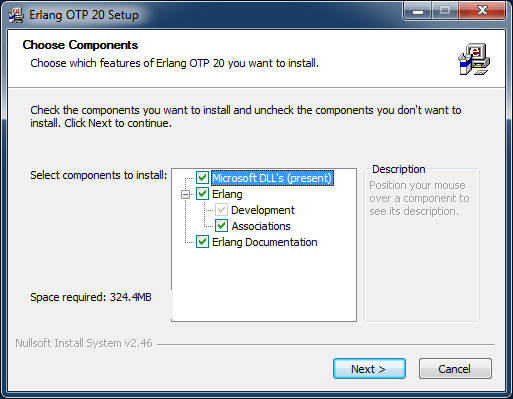 Erlang OTP 20 Setup
Choose Components
Choose which features of Erlang OTP 20 you want to install.
Check the components you want to install and uncheck the components you don't want to
install. Click Next to continue.
Select components to install:
Microsoft DLL's (present)
Erlang
Development
Associations
Erlang Documentation
Description
Position your mouse
over a component to
see its description.
Space required: 324.4MB
Nullsoft Install System v2.46
Next >
Cancel